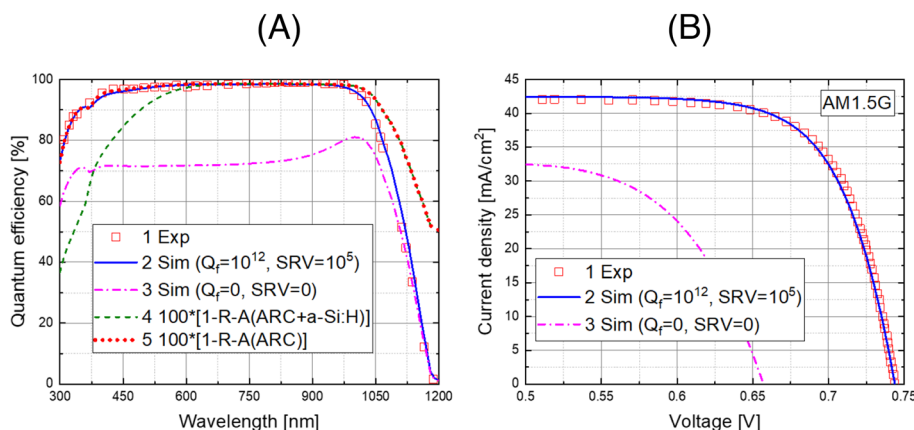 (A)
(B)
Quantum efficiency [%]
100
80
60
40
20
0
300
450
600
750
900
1050
1200
Wavelength [nm]
1 Exp
2 Sim (Qf=10¹², SRV=10⁵)
3 Sim (Qf=0, SRV=0)
4 100*[1-R-A(ARC+a-Si:H)]
5 100*[1-R-A(ARC)]
Current density [mA/cm²]
45
40
35
30
25
20
15
10
5
0
0.5
0.55
0.6
0.65
0.7
0.75
Voltage [V]
AM1.5G
1 Exp
2 Sim (Qf=10¹², SRV=10⁵)
3 Sim (Qf=0, SRV=0)